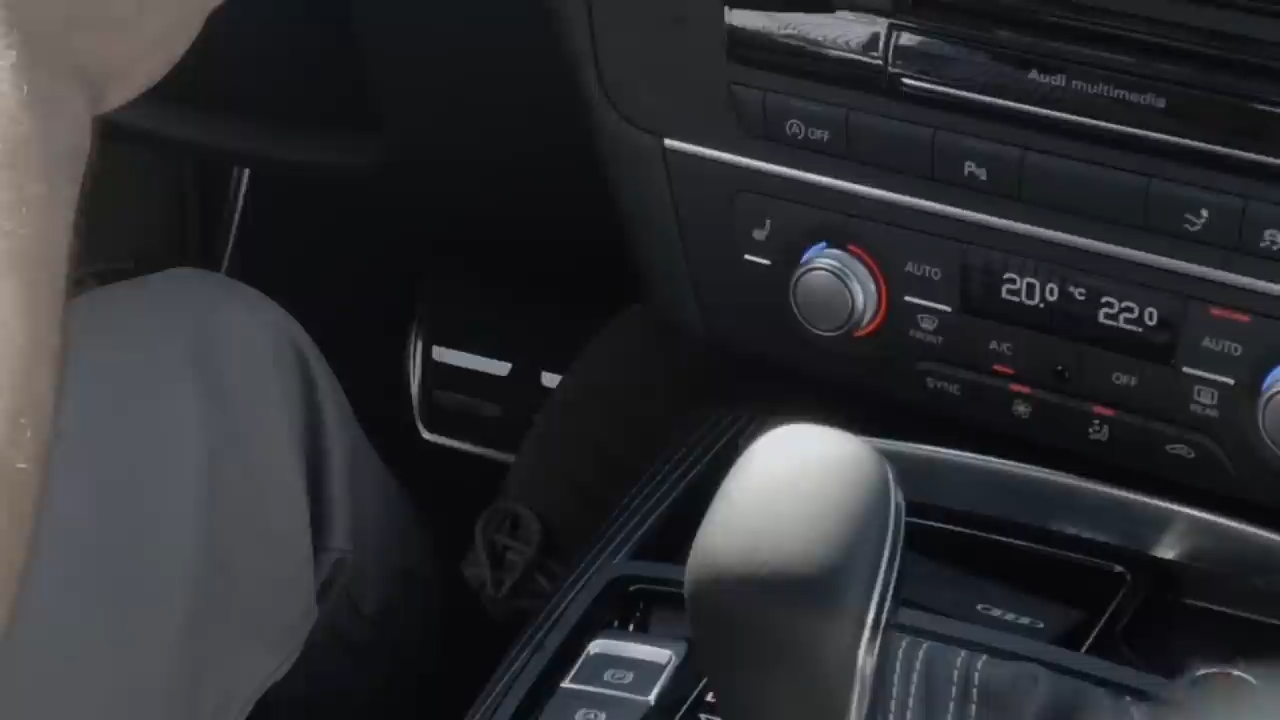 Audi multimedia
A OFF
P
AUTO
20.0 °C 22.0
FRONT
A/C
AUTO
SYNC
OFF
REAR
P
A